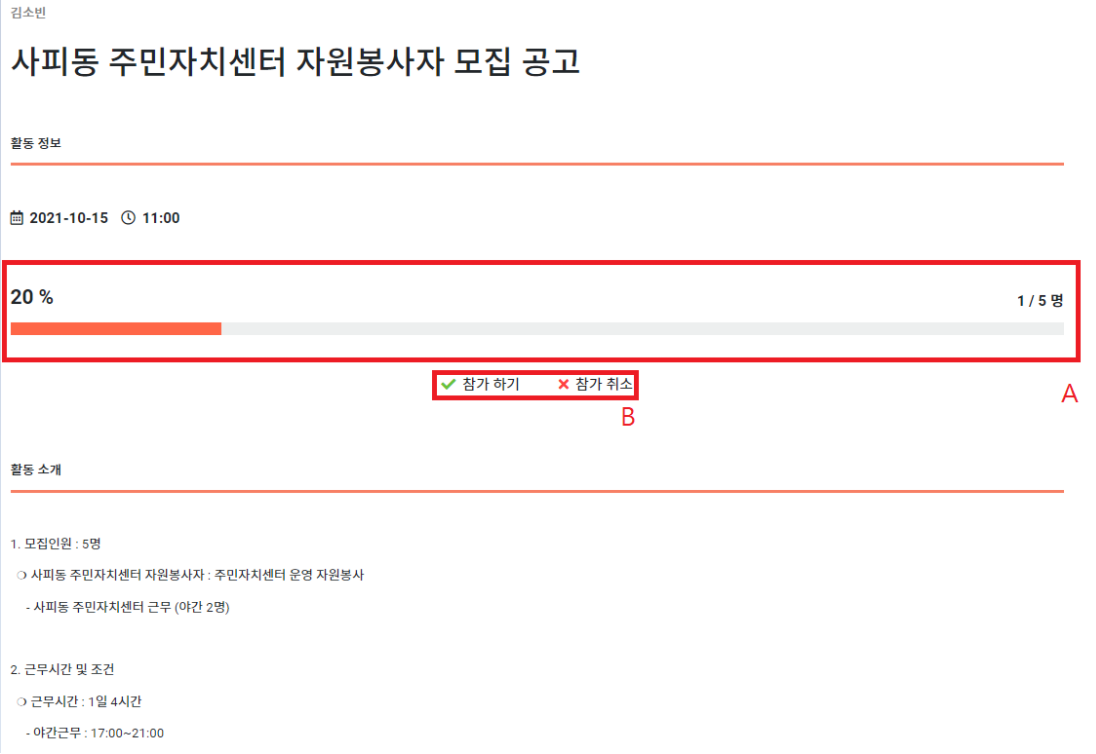 김소빈
사피동 주민자치센터 자원봉사자 모집 공고
활동 정보
2021-10-15 11:00
20 % 1 / 5 명
참가 하기 참가 취소
A
B
활동 소개
1. 모집인원 : 5명
❍ 사피동 주민자치센터 자원봉사자 : 주민자치센터 운영 자원봉사
- 사피동 주민자치센터 근무 (야간 2명)
2. 근무시간 및 조건
❍ 근무시간 : 1일 4시간
- 야간근무 : 17:00~21:00